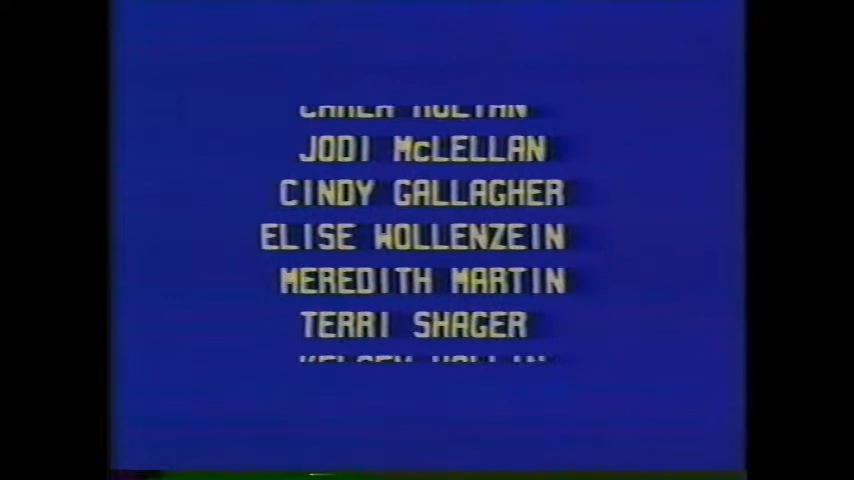 JODI McLELLAN
CINDY GALLAGHER
ELISE WOLLENZEIN
MEREDITH MARTIN
TERRI SHAGER